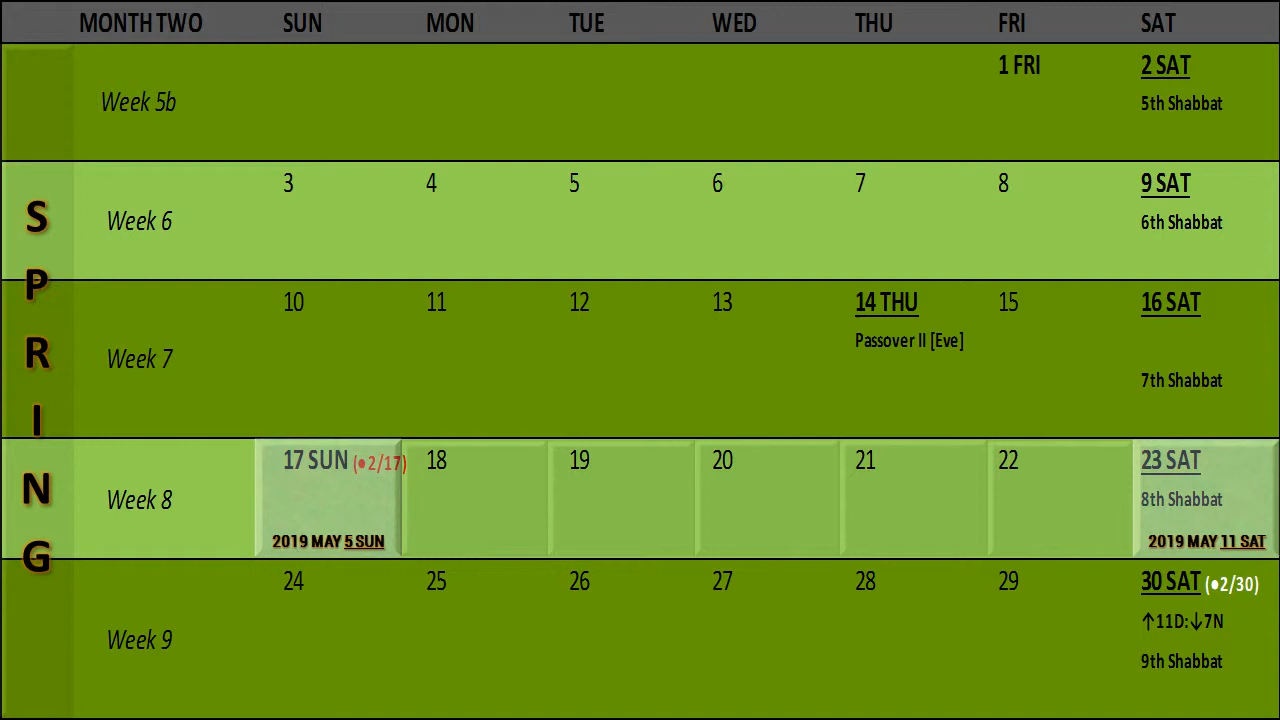 MONTH TWO SUN MON TUE WED THU FRI SAT
Week 5b 1 FRI 2 SAT
5th Shabbat
SPRING
Week 6 3 4 5 6 7 8 9 SAT
6th Shabbat
Week 7 10 11 12 13 14 THU 15 16 SAT
Passover II [Eve]
7th Shabbat
Week 8 17 SUN (●2/17) 18 19 20 21 22 23 SAT
8th Shabbat
2019 MAY 5 SUN 2019 MAY 11 SAT
Week 9 24 25 26 27 28 29 30 SAT (●2/30)
↑11D:↓7N
9th Shabbat